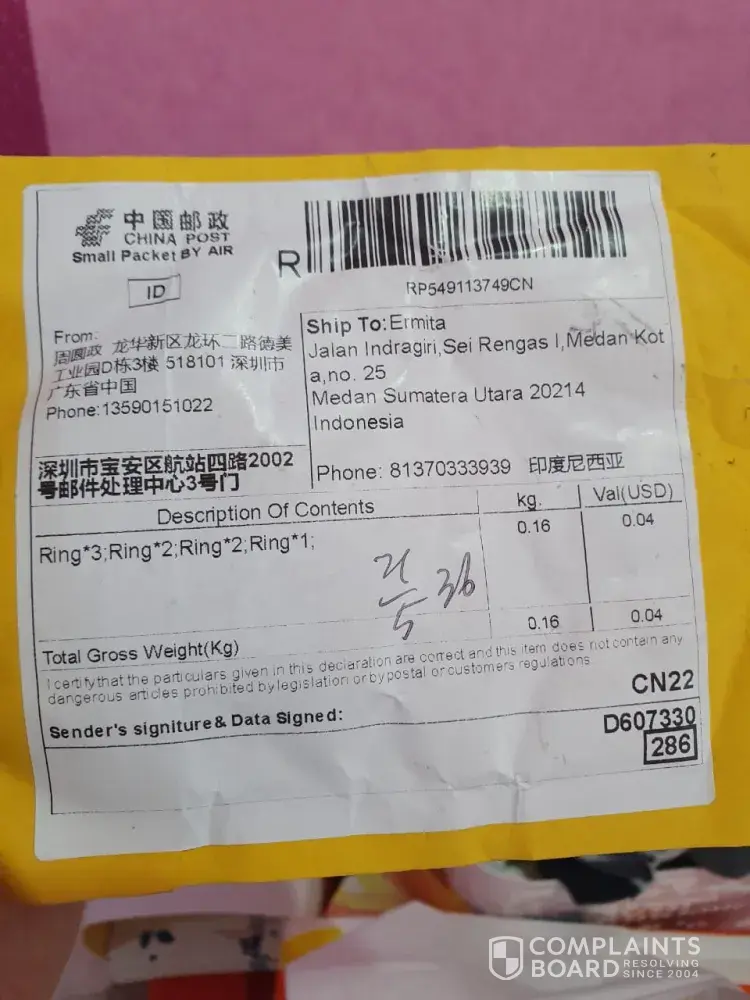 中国邮政
CHINA POST
Small Packet BY AIR
R
RP549113749CN
ID
From:
周圆政 龙华新区龙环二路德美
工业园D栋3楼 518101 深圳市
广东省中国
Phone:13590151022
深圳市宝安区航站四路2002
号邮件处理中心3号门
Ship To:Ermita
Jalan Indragiri,Sei Rengas I,Medan Kot
a,no. 25
Medan Sumatera Utara 20214
Indonesia
Phone: 81370333939 印度尼西亚
Description Of Contents kg. Val(USD)
Ring*3;Ring*2;Ring*2;Ring*1; 0.16 0.04
21
5 36
Total Gross Weight(Kg) 0.16 0.04
I certify that the particulars given in this declaration are correct and this item does not contain any
dangerous articles prohibited by legislation or by postal or customers regulations
CN22
Sender's signiture& Data Signed:
D607330
286
COMPLAINTS
BOARD RESOLVING
SINCE 2004